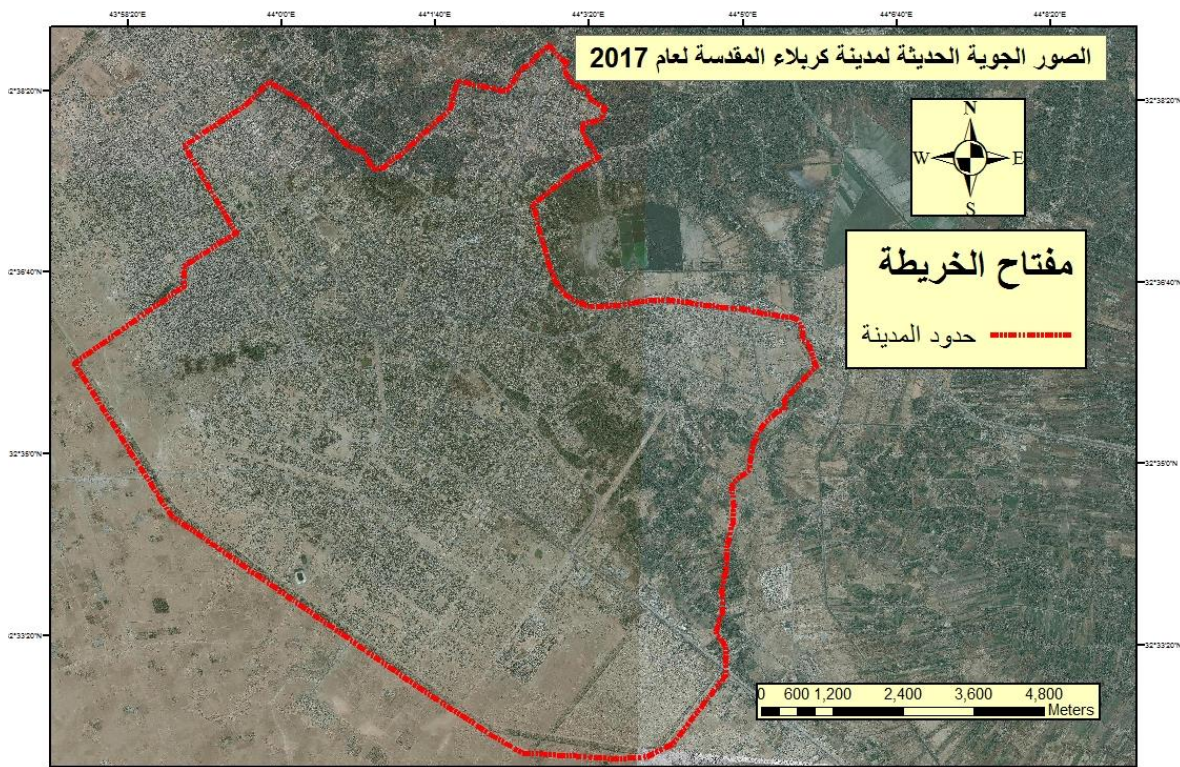 43°58'20"E 44°0'0"E 44°1'40"E 44°3'20"E 44°5'0"E 44°6'40"E 44°8'20"E
الصور الجوية الحديثة لمدينة كربلاء المقدسة لعام 2017
32°38'20"N
N
W E
S
مفتاح الخريطة
32°36'40"N
حدود المدينة
32°35'0"N
32°33'20"N
0 600 1,200 2,400 3,600 4,800
Meters